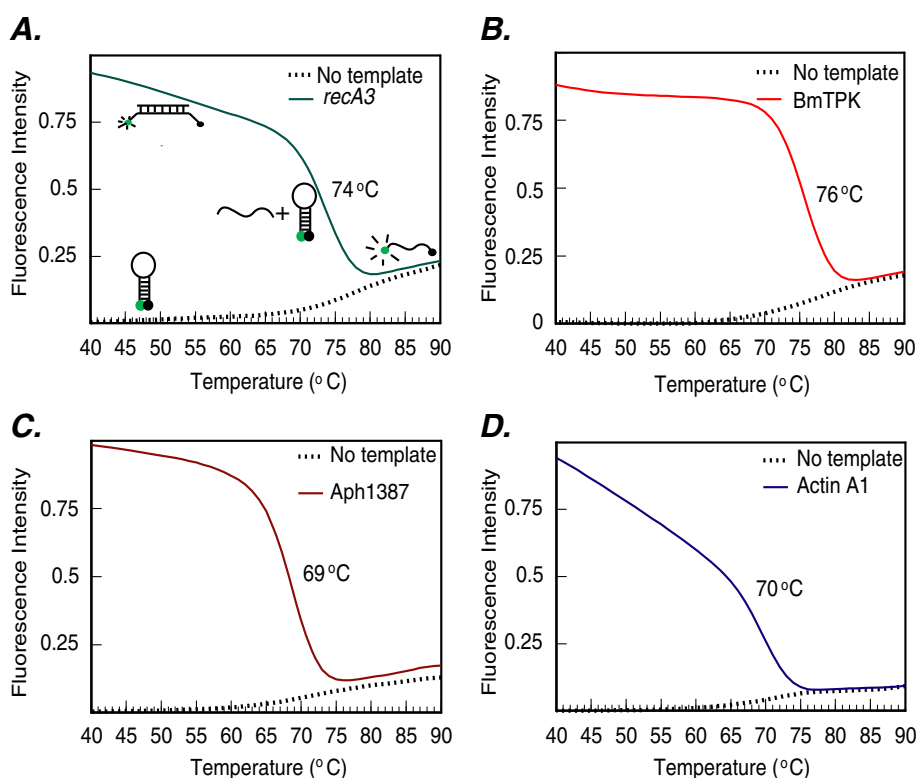 A.
Fluorescence Intensity
0.75
0.5
0.25
No template
recA3
74 °C
+
40 45 50 55 60 65 70 75 80 85 90
Temperature (°C)
B.
Fluorescence Intensity
0.75
0.5
0.25
0
No template
BmTPK
76°C
40 45 50 55 60 65 70 75 80 85 90
Temperature (°C)
C.
Fluorescence Intensity
0.75
0.5
0.25
No template
Aph1387
69°C
40 45 50 55 60 65 70 75 80 85 90
Temperature (°C)
D.
Fluorescence Intensity
0.75
0.5
0.25
No template
Actin A1
70°C
40 45 50 55 60 65 70 75 80 85 90
Temperature (°C)